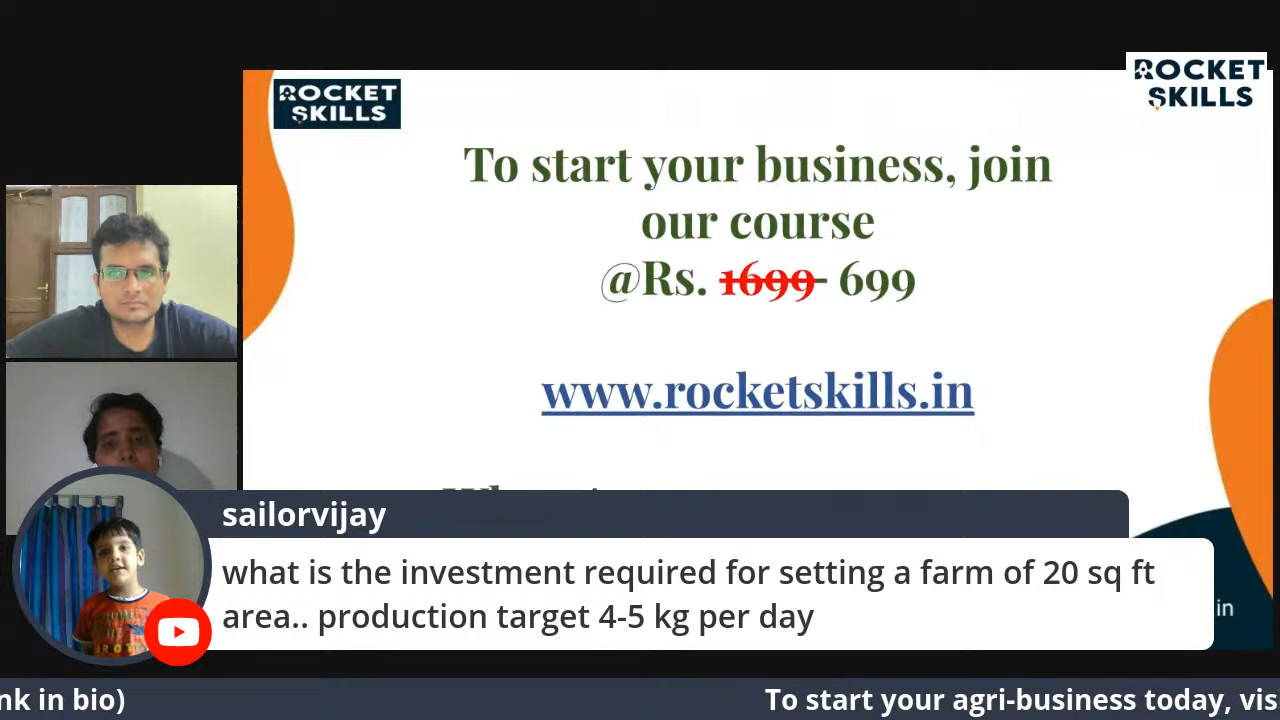 ROCKET
SKILLS
ROCKET
SKILLS
To start your business, join
our course
@Rs. 1699- 699
www.rocketskills.in
sailorvijay
what is the investment required for setting a farm of 20 sq ft
area.. production target 4-5 kg per day
in
nk in bio)
To start your agri-business today, vis